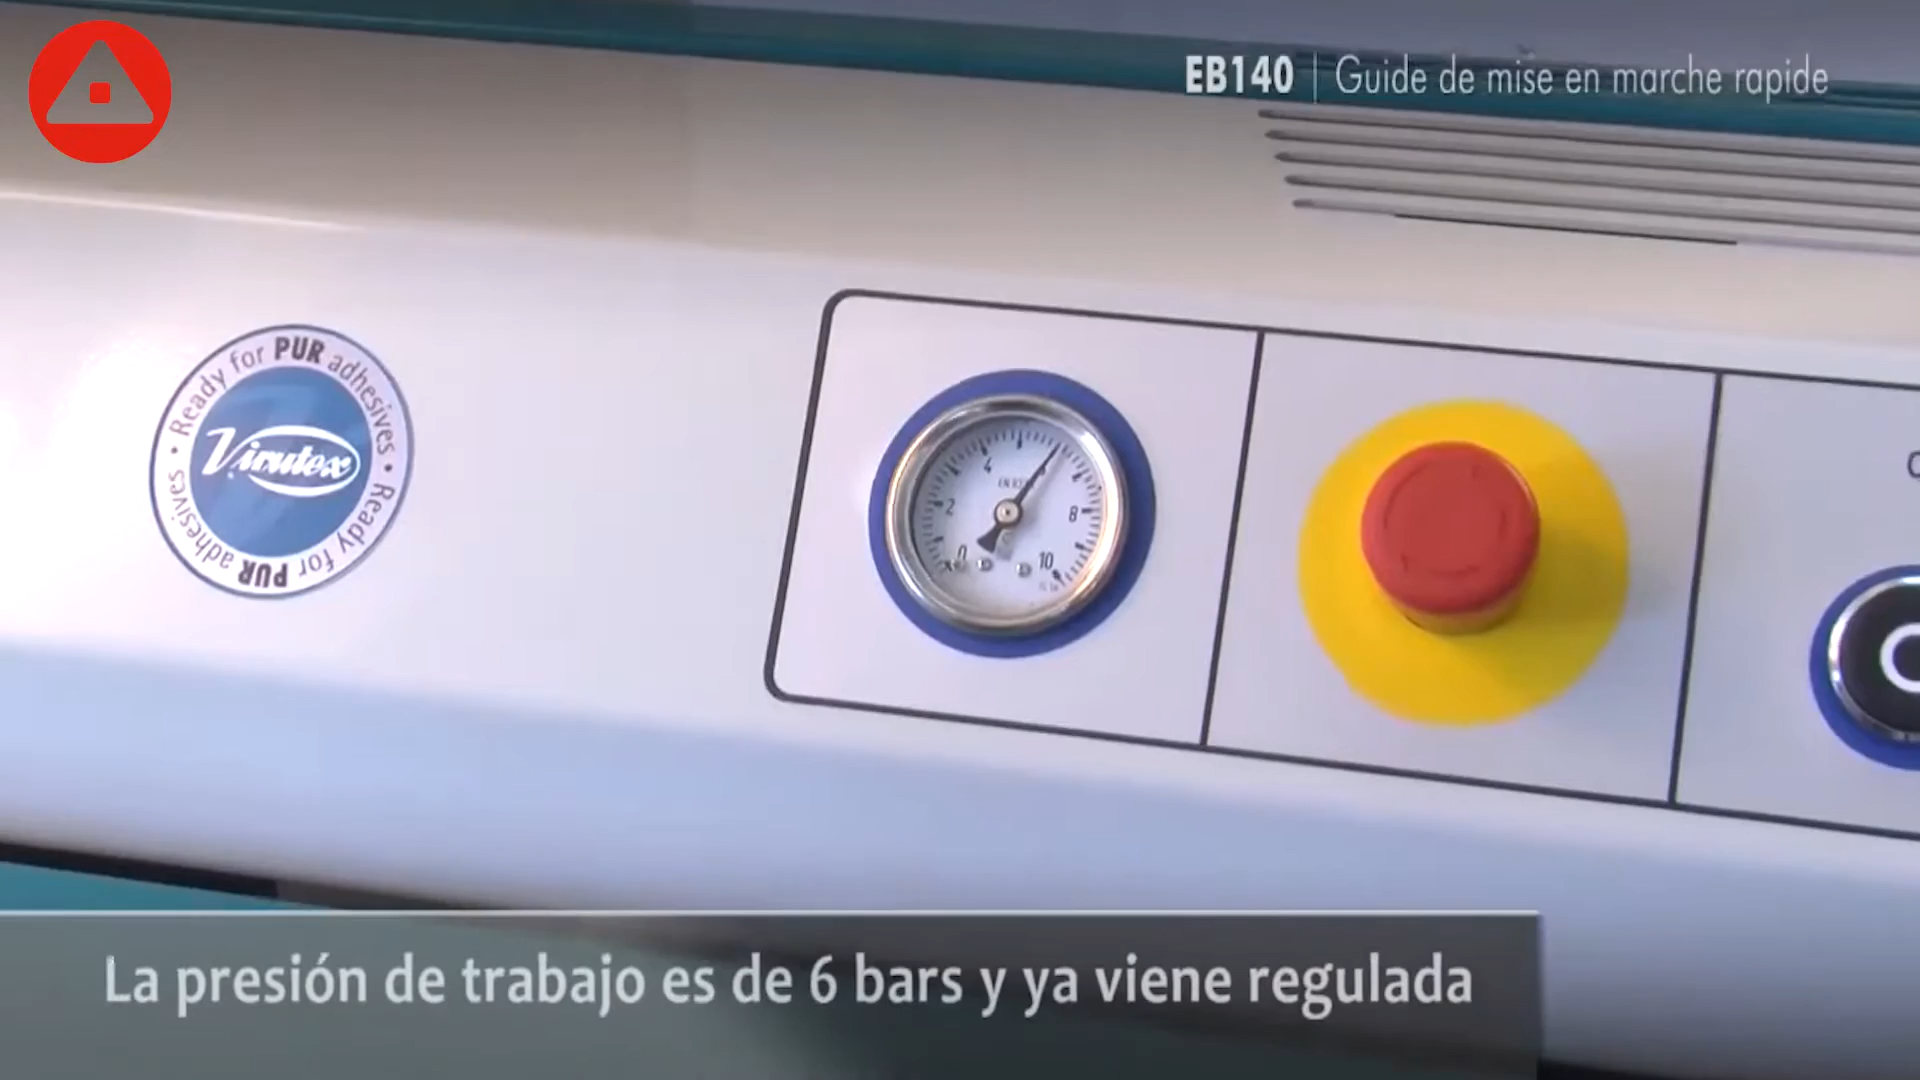 EB140 | Guide de mise en marche rapide
Ready for PUR adhesives • Ready for PUR adhesives •
Virutex
4
2
8
0
10
La presión de trabajo es de 6 bars y ya viene regulada